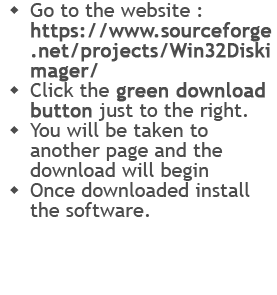 ◆ Go to the website :
https://www.sourceforge
.net/projects/Win32Diski
mager/
◆ Click the green download
button just to the right.
◆ You will be taken to
another page and the
download will begin
◆ Once downloaded install
the software.